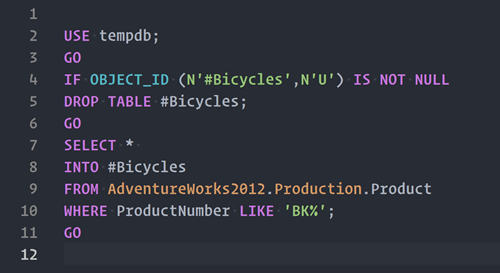 1
2 USE tempdb;
3 GO
4 IF OBJECT_ID (N'#Bicycles',N'U') IS NOT NULL
5 DROP TABLE #Bicycles;
6 GO
7 SELECT *
8 INTO #Bicycles
9 FROM AdventureWorks2012.Production.Product
10 WHERE ProductNumber LIKE 'BK%';
11 GO
12